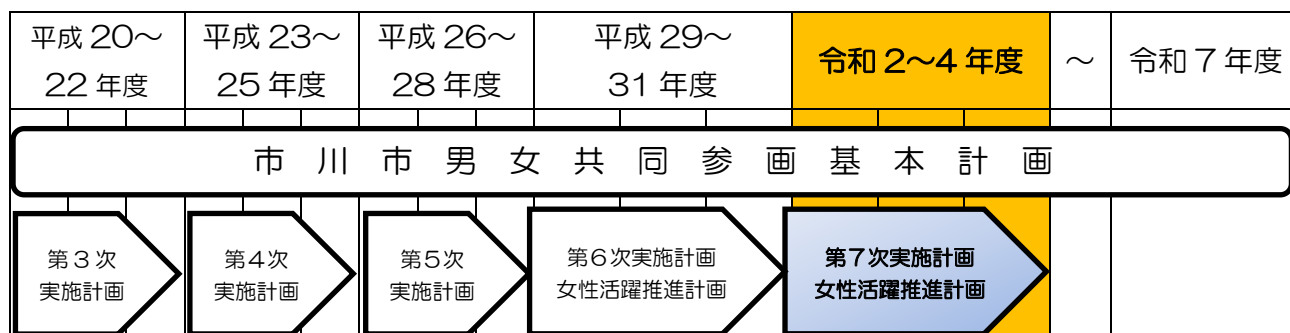 平成 20～
22 年度
平成 23～
25 年度
平成 26～
28 年度
平成 29～
31 年度
令和 2～4 年度
～
令和 7 年度
市川市男女共同参画基本計画
第３次
実施計画
第４次
実施計画
第５次
実施計画
第６次実施計画
女性活躍推進計画
第７次実施計画
女性活躍推進計画